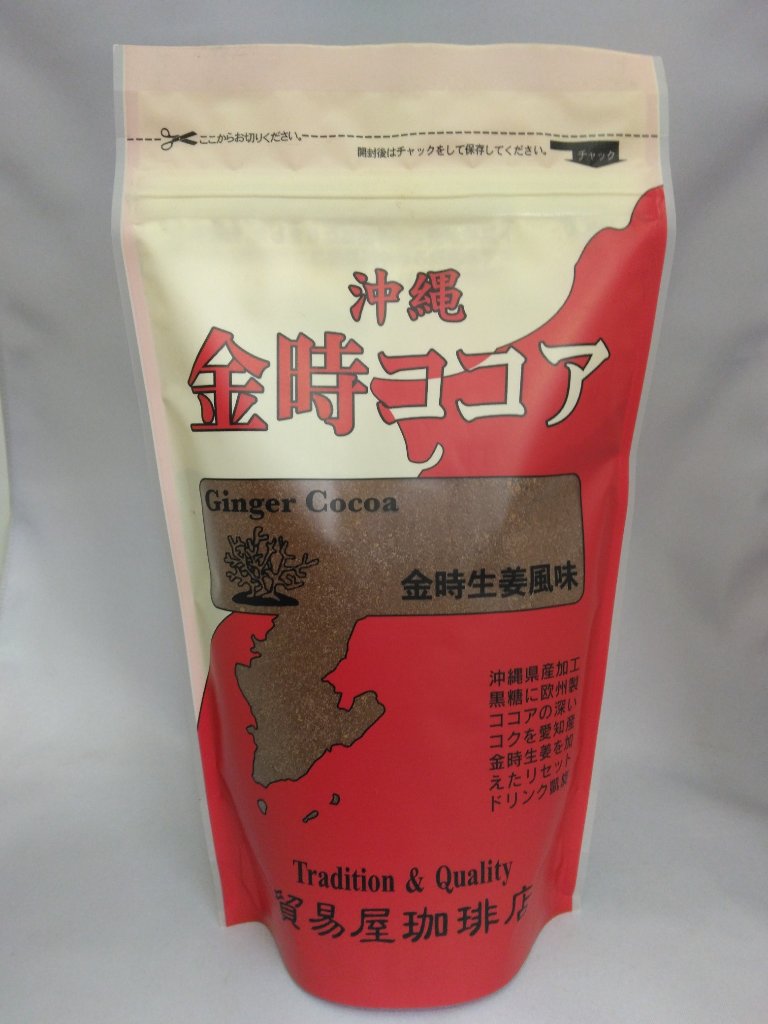 ここからお切りください。
開封後はチャックをして保存してください。
チャック
沖縄
金時ココア
Ginger Cocoa
金時生姜風味
沖縄県産加工
黒糖に欧州製
ココアの深い
コクを愛知産
金時生姜を加
えたリセット
ドリンク
Tradition & Quality
貿易屋珈琲店